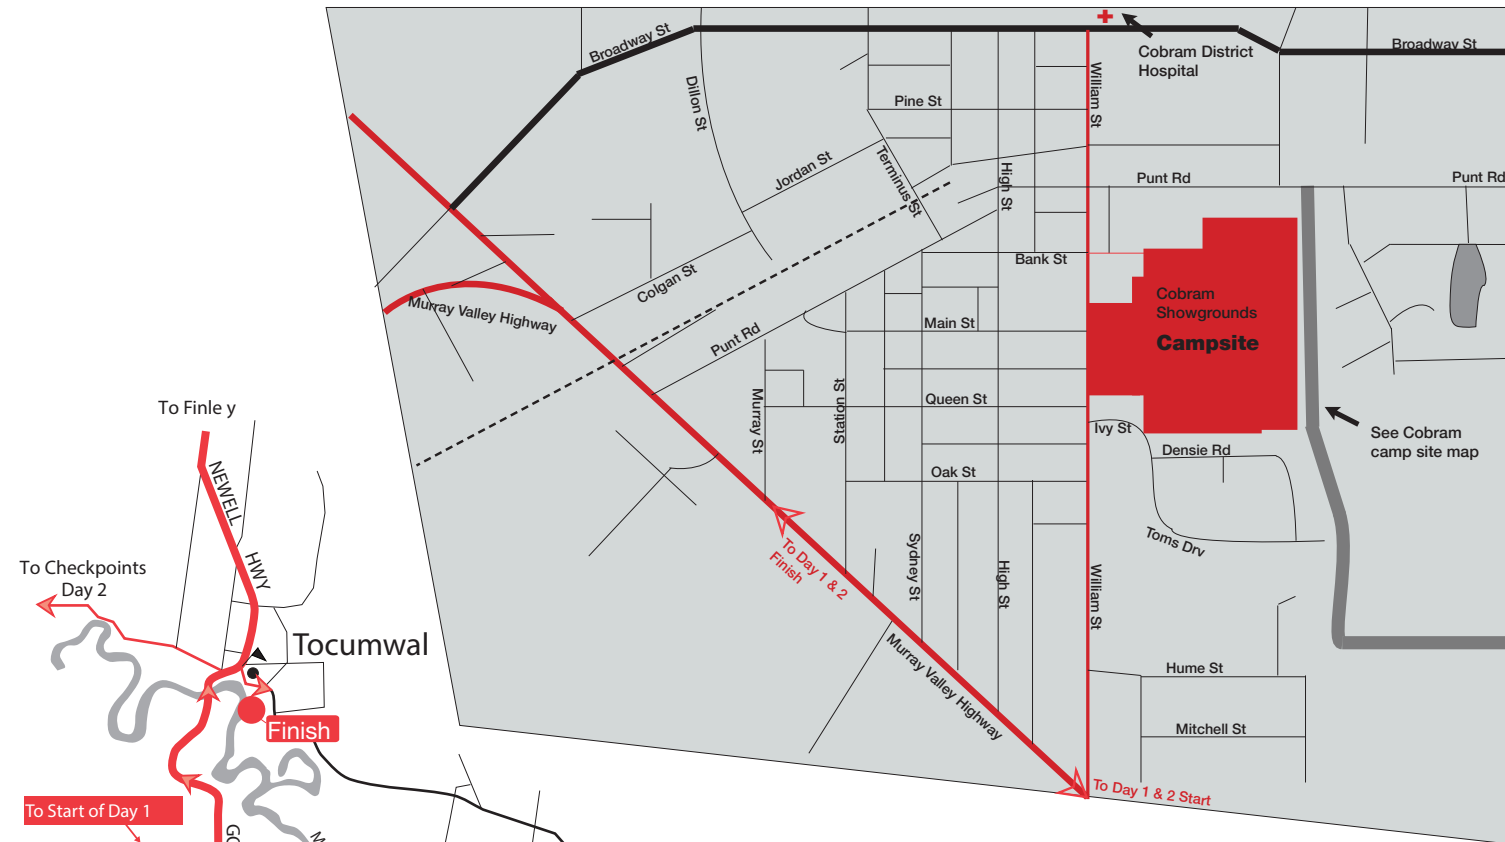 Broadway St
Cobram District
Hospital
Broadway St
Dillon St
William St
Pine St
Jordan St
Terminus St
High St
Punt Rd
Punt Rd
Colgan St
Bank St
Murray Valley Highway
Punt Rd
Main St
Cobram
Showgrounds
Campsite
Murray St
Station St
Queen St
Ivy St
Densie Rd
See Cobram
camp site map
Oak St
Toms Drv
To Day 1 & 2
Finish
Sydney St
High St
William St
Murray Valley Highway
Hume St
Mitchell St
To Day 1 & 2 Start
To Finle y
NEWELL
HWY
To Checkpoints
Day 2
Tocumwal
Finish
To Start of Day 1
GO
M